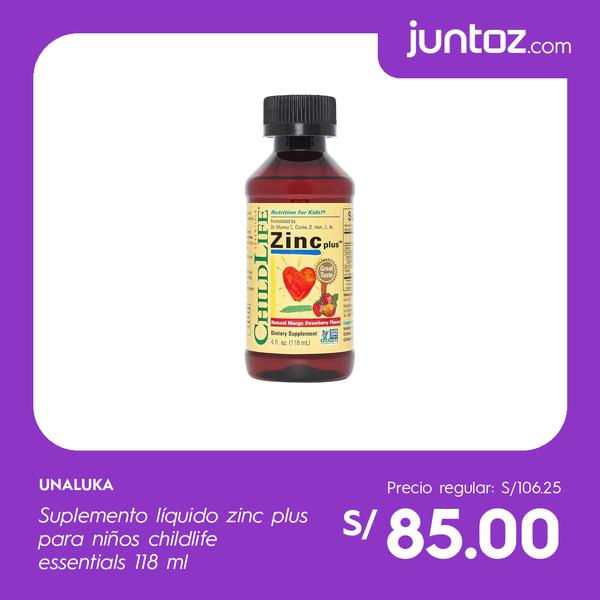 juntoz.com
Nutrition for Kids!®
Formulated by
Dr. Murray C. Clarke, D. Hom., L. Ac.
CHILDLIFE
Zinc plus™
Great
Taste
Natural Mango Strawberry Flavor
Dietary Supplement
4 fl. oz. (118 mL)
UNALUKA
Suplemento líquido zinc plus
para niños childlife
essentials 118 ml
Precio regular: S/106.25
S/ 85.00